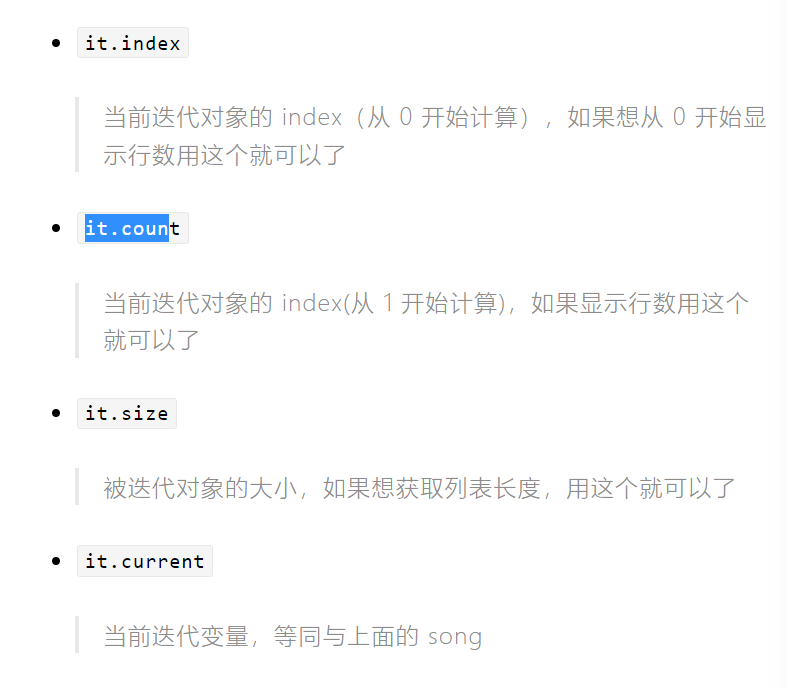 it.index
当前迭代对象的 index（从 0 开始计算），如果想从 0 开始显
示行数用这个就可以了
it.count
当前迭代对象的 index(从 1 开始计算)，如果显示行数用这个
就可以了
it.size
被迭代对象的大小，如果想获取列表长度，用这个就可以了
it.current
当前迭代变量，等同与上面的 song